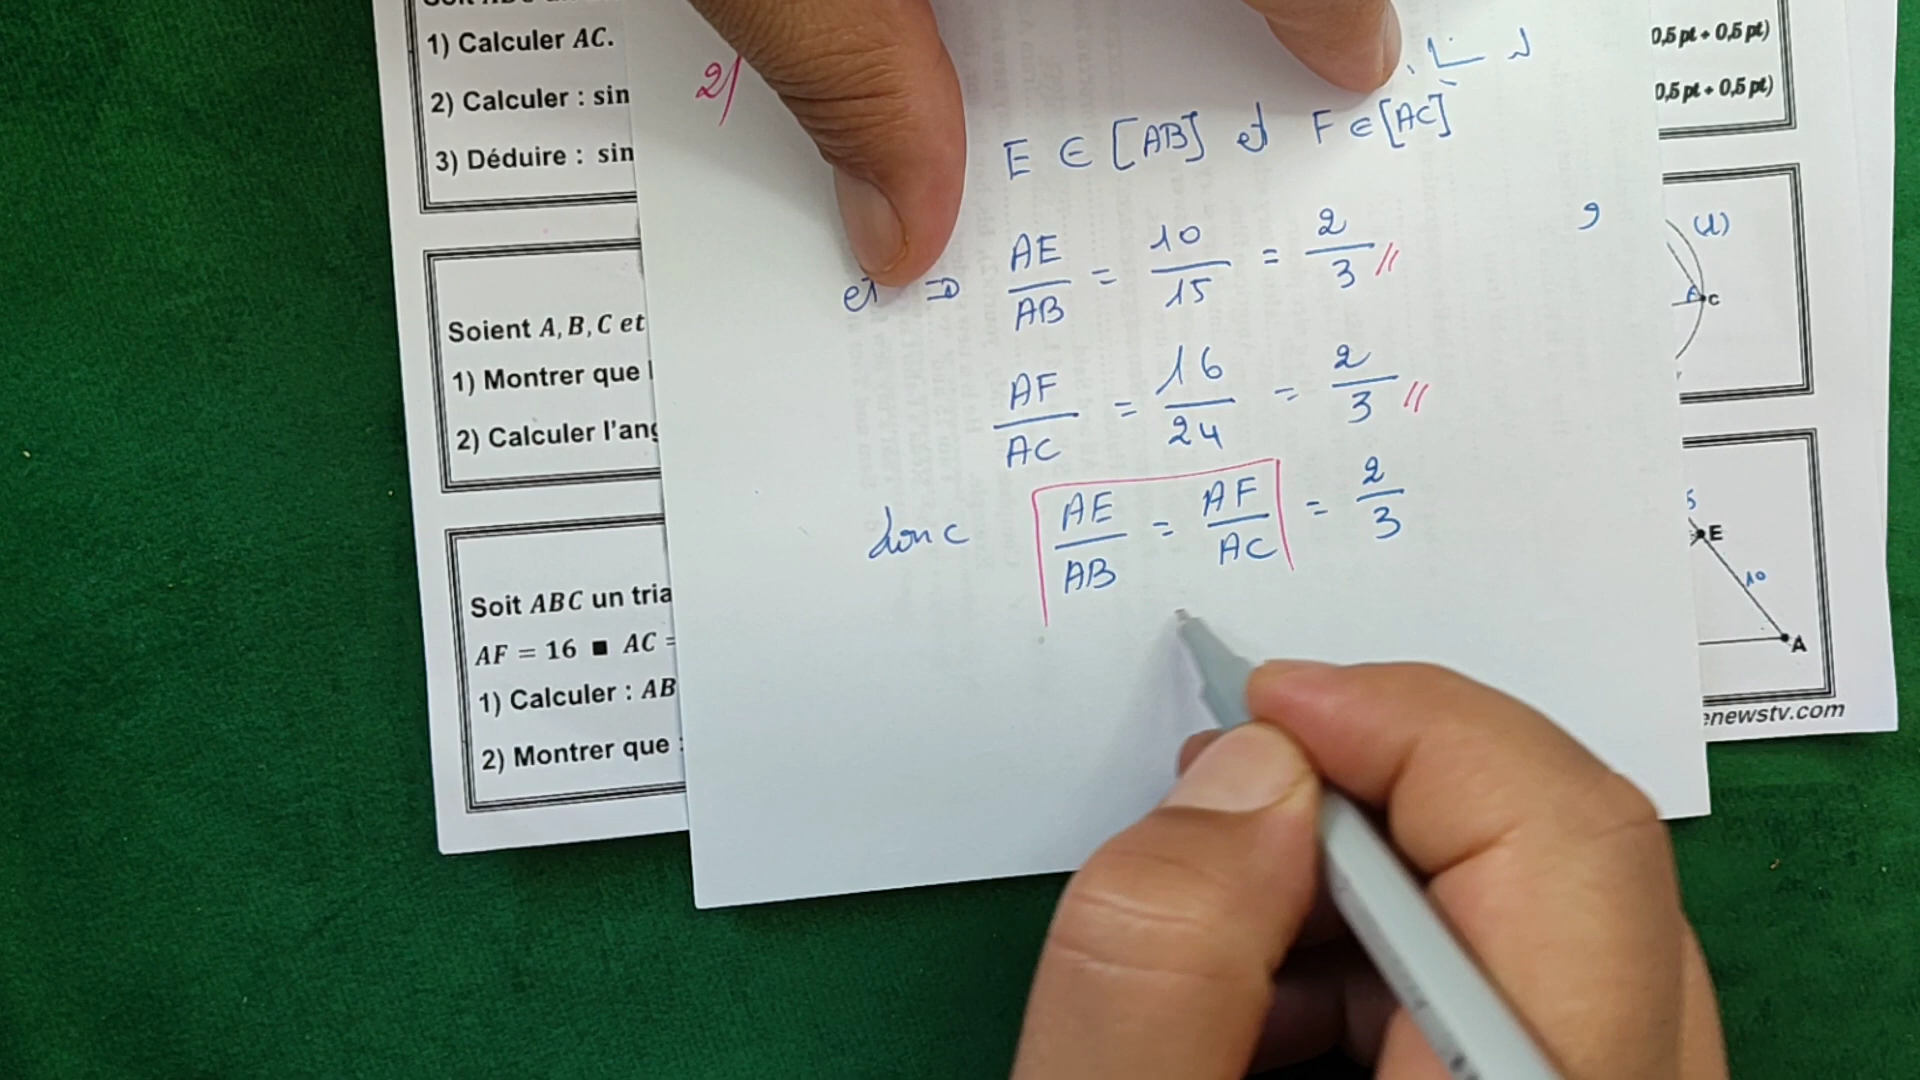 1) Calculer AC.
2) Calculer : sin
3) Déduire : sin
0,5 pt + 0,5 pt)
0,5 pt + 0,5 pt)
2)
E ∈ [AB] et F ∈ [AC]
et ⇒ AE/AB = 10/15 = 2/3 //
AF/AC = 16/24 = 2/3 //
donc AE/AB = AF/AC = 2/3
Soient A, B, C et
1) Montrer que l
2) Calculer l'ang
(d)
C
Soit ABC un tria
AF = 16 ■ AC =
1) Calculer : AB
2) Montrer que :
5
E
10
A
enewstv.com